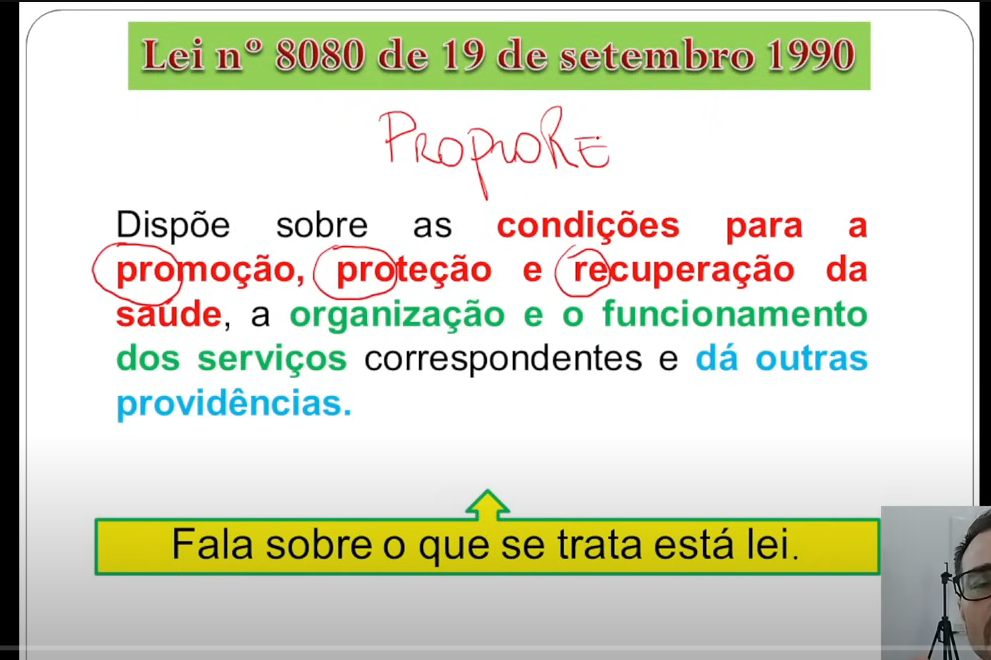 Lei nº 8080 de 19 de setembro 1990
PROPRORE
Dispõe sobre as condições para a
promoção, proteção e recuperação da
saúde, a organização e o funcionamento
dos serviços correspondentes e dá outras
providências.
Fala sobre o que se trata está lei.